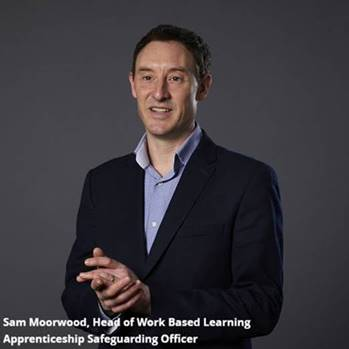 Sam Moorwood, Head of Work Based Learning
Apprenticeship Safeguarding Officer